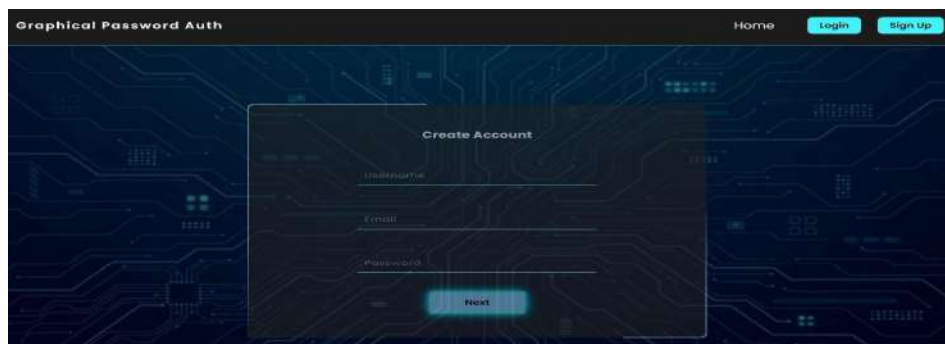 Graphical Password Auth
Home
Login
Sign Up
Create Account
Username
Email
Password
Next